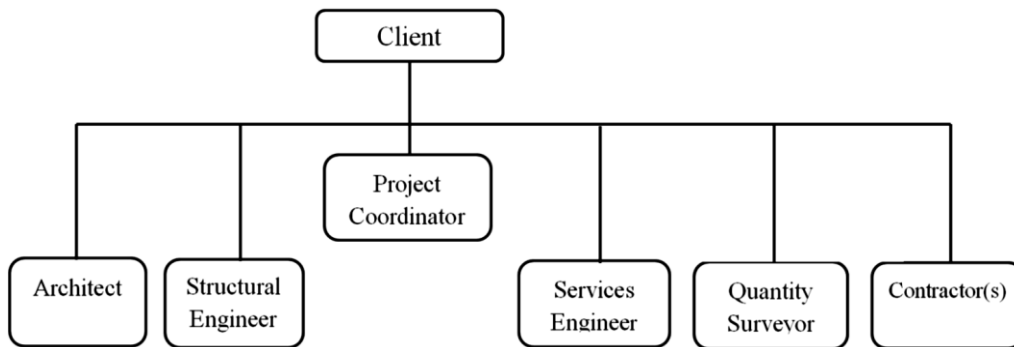 Client
Project
Coordinator
Architect
Structural
Engineer
Services
Engineer
Quantity
Surveyor
Contractor(s)